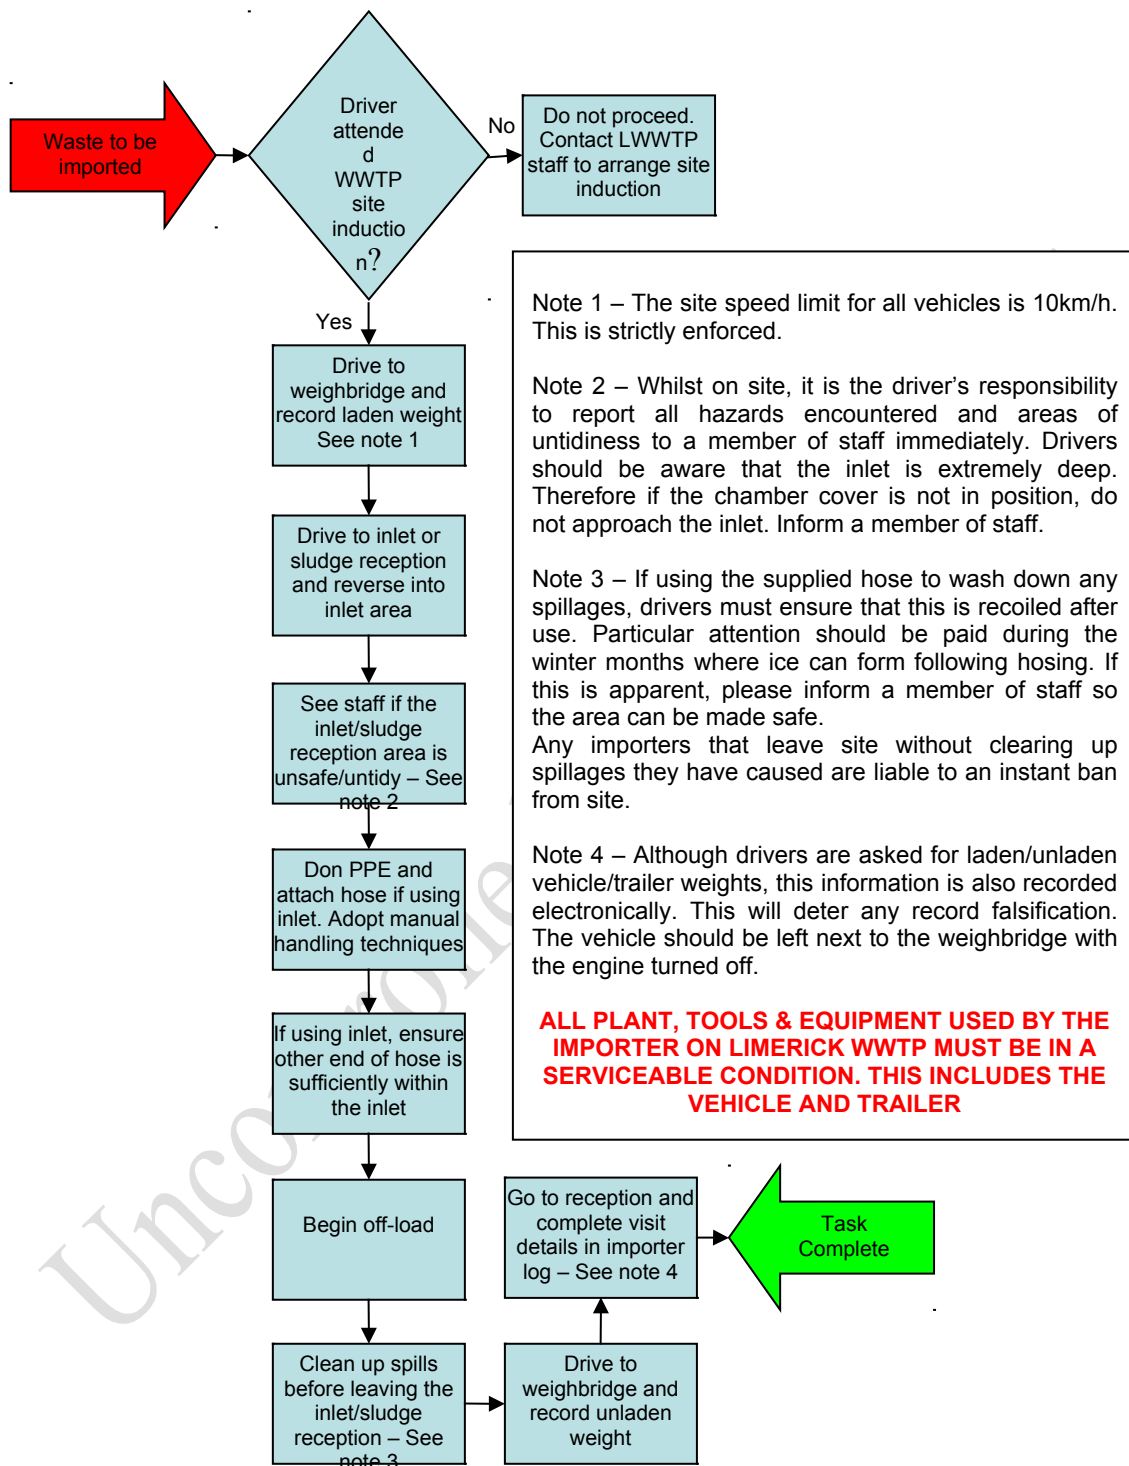 Waste to be
imported
Driver
attende
d
WWTP
site
inductio
n?
No
Do not proceed.
Contact LWWTP
staff to arrange site
induction
Yes
Drive to
weighbridge and
record laden weight
See note 1
Drive to inlet or
sludge reception
and reverse into
inlet area
See staff if the
inlet/sludge
reception area is
unsafe/untidy – See
note 2
Don PPE and
attach hose if using
inlet. Adopt manual
handling techniques
If using inlet, ensure
other end of hose is
sufficiently within
the inlet
Begin off-load
Clean up spills
before leaving the
inlet/sludge
reception – See
note 3
Drive to
weighbridge and
record unladen
weight
Go to reception and
complete visit
details in importer
log – See note 4
Task
Complete
Note 1 – The site speed limit for all vehicles is 10km/h.
This is strictly enforced.
Note 2 – Whilst on site, it is the driver's responsibility
to report all hazards encountered and areas of
untidiness to a member of staff immediately. Drivers
should be aware that the inlet is extremely deep.
Therefore if the chamber cover is not in position, do
not approach the inlet. Inform a member of staff.
Note 3 – If using the supplied hose to wash down any
spillages, drivers must ensure that this is recoiled after
use. Particular attention should be paid during the
winter months where ice can form following hosing. If
this is apparent, please inform a member of staff so
the area can be made safe.
Any importers that leave site without clearing up
spillages they have caused are liable to an instant ban
from site.
Note 4 – Although drivers are asked for laden/unladen
vehicle/trailer weights, this information is also recorded
electronically. This will deter any record falsification.
The vehicle should be left next to the weighbridge with
the engine turned off.
ALL PLANT, TOOLS & EQUIPMENT USED BY THE
IMPORTER ON LIMERICK WWTP MUST BE IN A
SERVICEABLE CONDITION. THIS INCLUDES THE
VEHICLE AND TRAILER